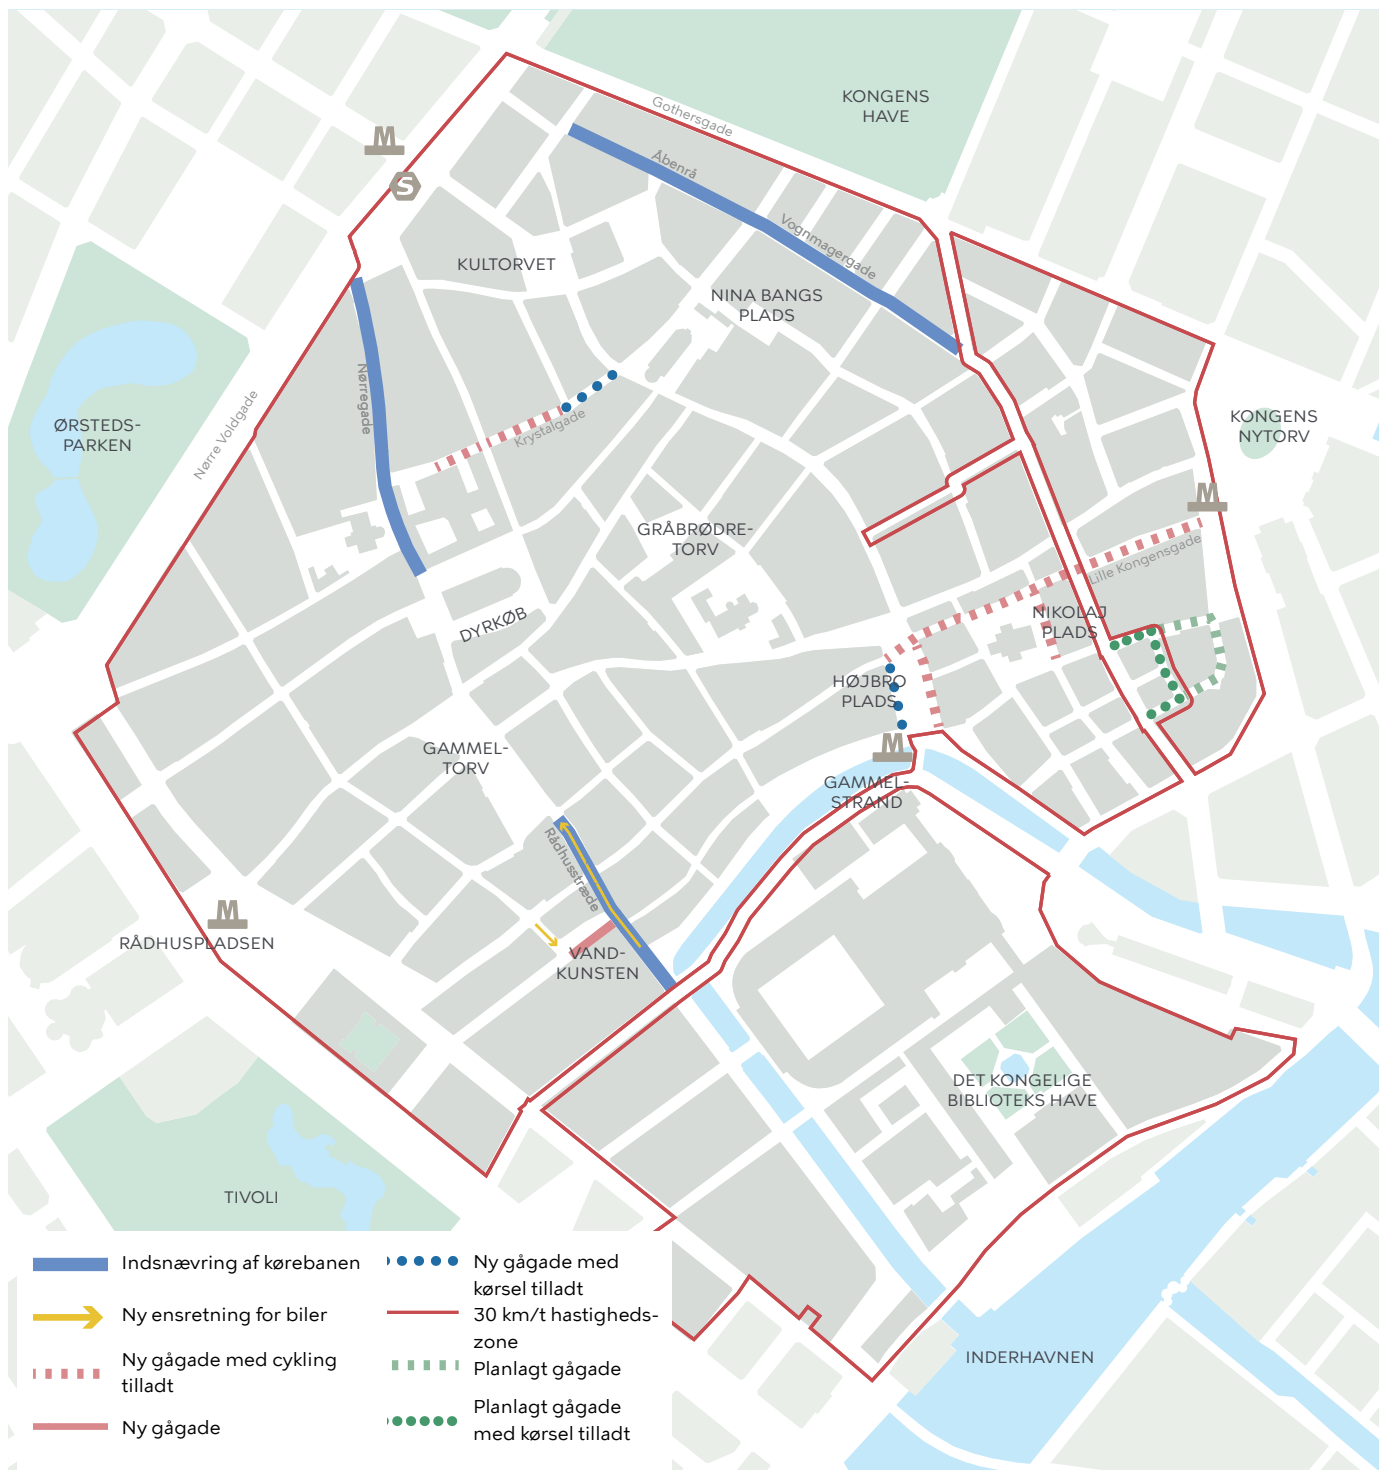 KONGENS
HAVE
Gothersgade
M
S
Åbenrå
Vognmagergade
KULTORVET
NINA BANGS
PLADS
Nørregade
Nørre Voldgade
ØRSTEDS-
PARKEN
Krystalgade
KONGENS
NYTORV
M
GRÅBRØDRE-
TORV
Lille Kongensgade
DYRKØB
NIKOLAJ
PLADS
HØJBRO
PLADS
M
GAMMEL-
TORV
GAMMEL-
STRAND
Rådhusstræde
M
RÅDHUSPLADSEN
VAND-
KUNSTEN
DET KONGELIGE
BIBLIOTEKS HAVE
TIVOLI
INDERHAVNEN
Indsnævring af kørebanen
Ny ensretning for biler
Ny gågade med cykling
tilladt
Ny gågade
Ny gågade med
kørsel tilladt
30 km/t hastigheds-
zone
Planlagt gågade
Planlagt gågade
med kørsel tilladt